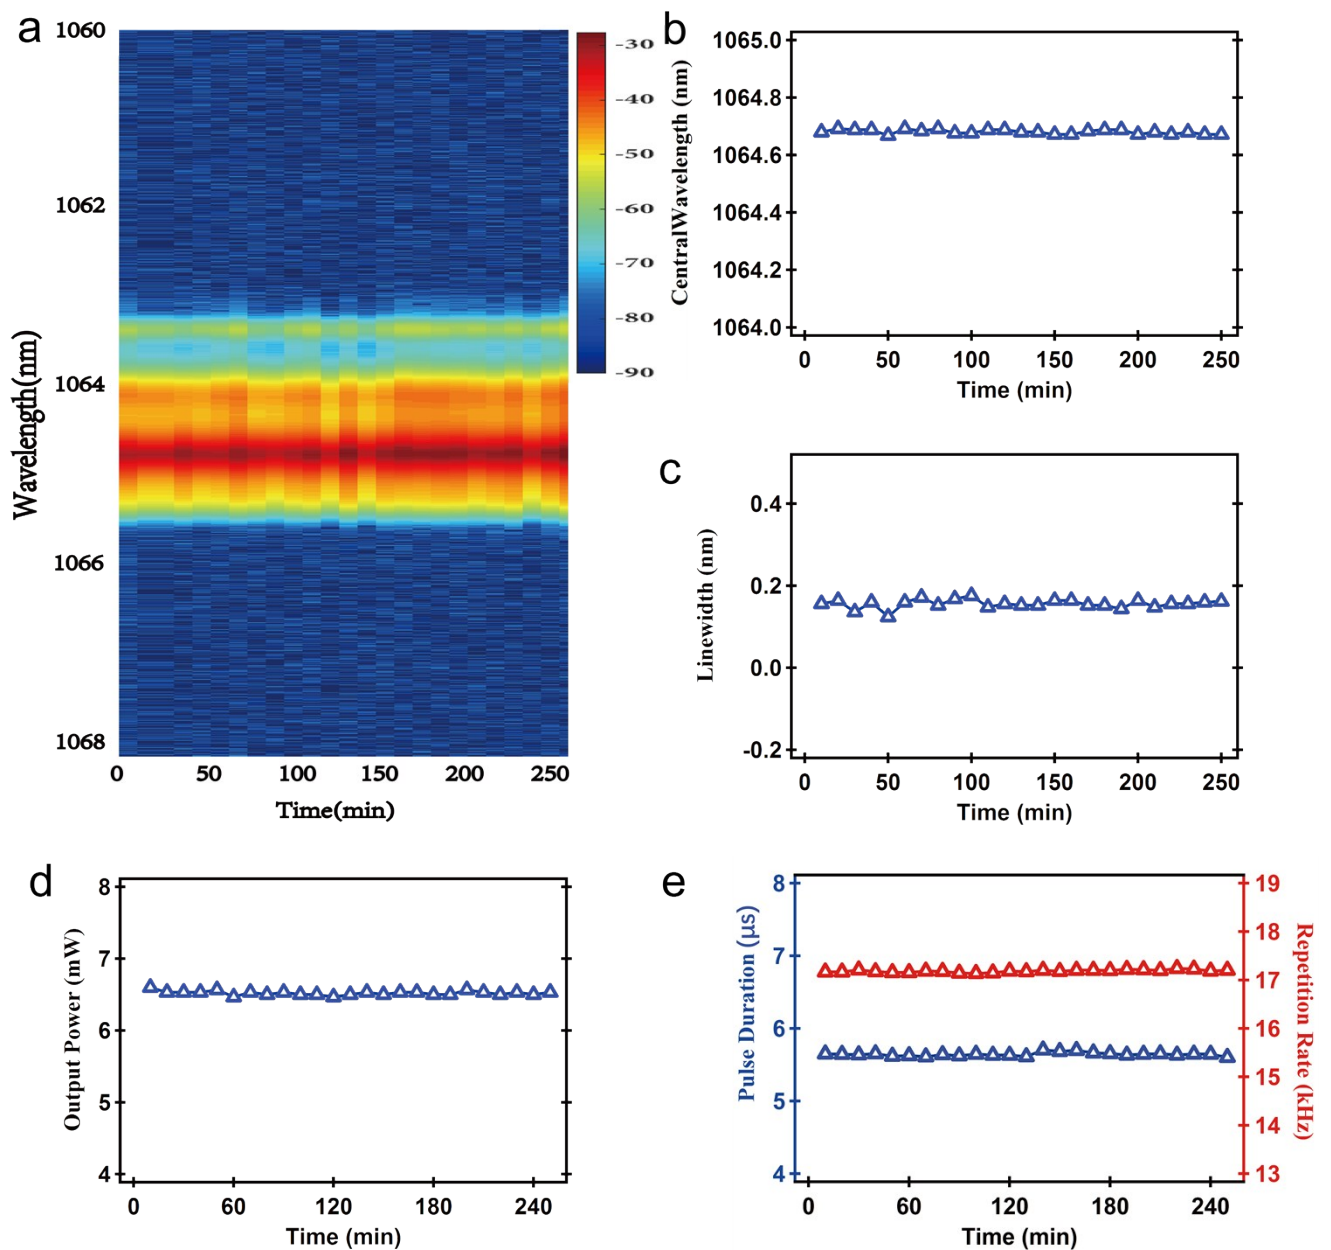 a
1060
1062
1064
1066
1068
Wavelength(nm)
0 50 100 150 200 250
Time(min)
-30
-40
-50
-60
-70
-80
-90
b
1065.0
1064.8
1064.6
1064.4
1064.2
1064.0
CentralWavelength (nm)
0 50 100 150 200 250
Time (min)
c
0.4
0.2
0.0
-0.2
Linewidth (nm)
0 50 100 150 200 250
Time (min)
d
8
7
6
5
4
Output Power (mW)
0 60 120 180 240
Time (min)
e
8
7
6
5
4
Pulse Duration (μs)
19
18
17
16
15
14
13
Repetition Rate (kHz)
0 60 120 180 240
Time (min)